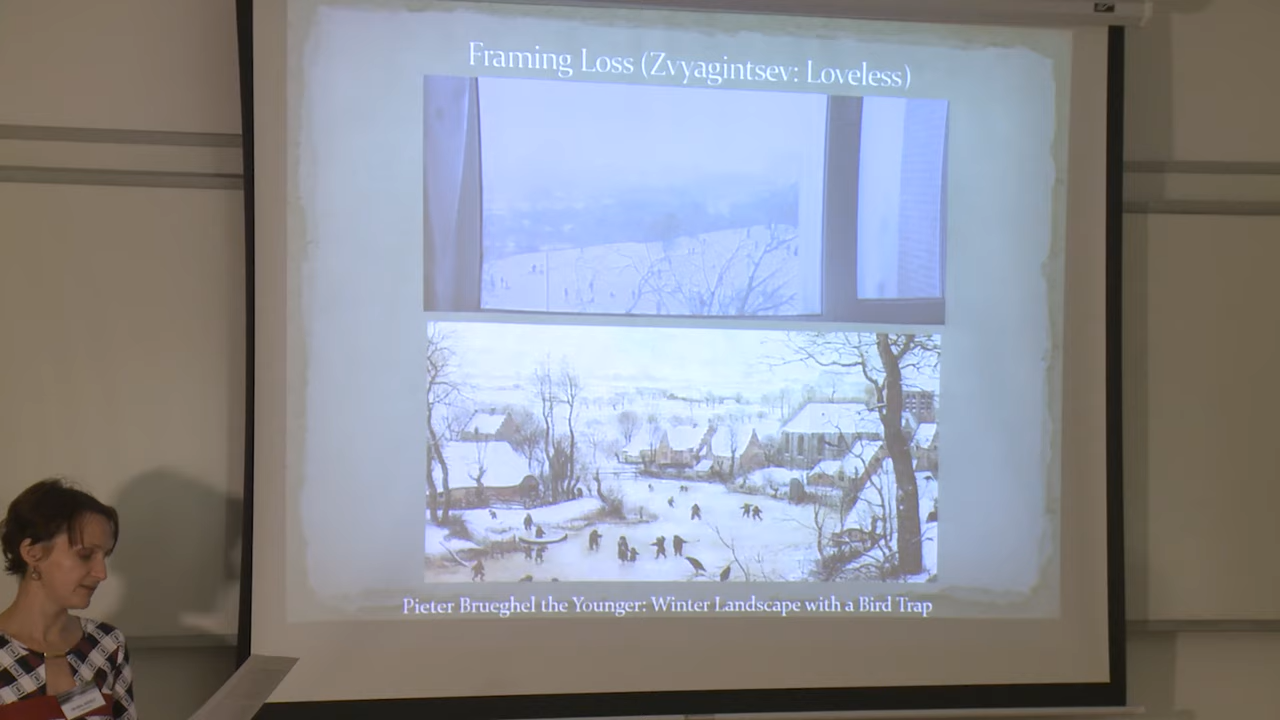 Framing Loss (Zvyagintsev: Loveless)
Pieter Brueghel the Younger: Winter Landscape with a Bird Trap